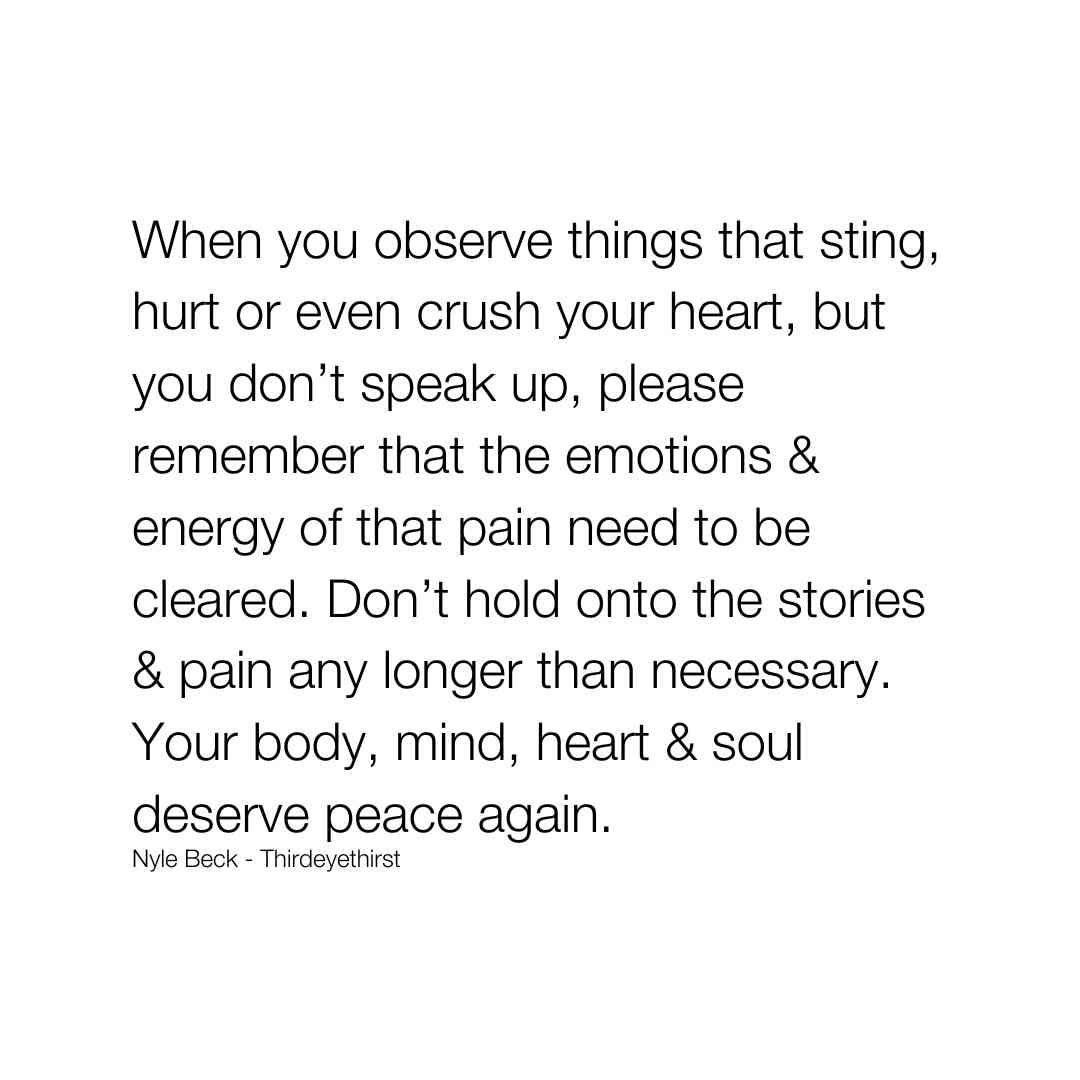 When you observe things that sting,
hurt or even crush your heart, but
you don’t speak up, please
remember that the emotions &
energy of that pain need to be
cleared. Don’t hold onto the stories
& pain any longer than necessary.
Your body, mind, heart & soul
deserve peace again.
Nyle Beck - Thirdeyethirst